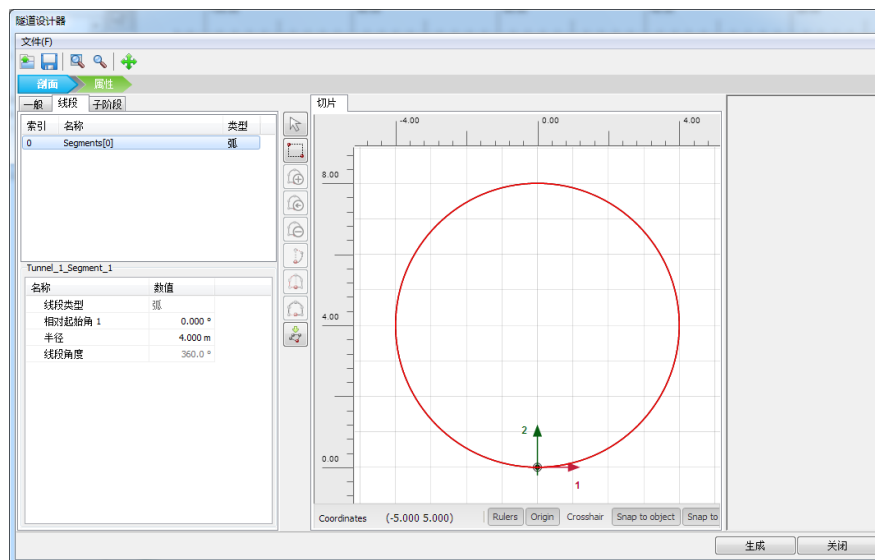 隧道设计器
文件(F)
剖面 属性
一般 线段 子阶段
索引 名称 类型
0 Segments[0] 弧
Tunnel_1_Segment_1
名称 数值
线段类型 弧
相对起始角 1 0.000 °
半径 4.000 m
线段角度 360.0 °
切片
-4.00 0.00 4.00
8.00
4.00
0.00
2
1
Coordinates (-5.000 5.000) Rulers Origin Crosshair Snap to object Snap to
生成 关闭